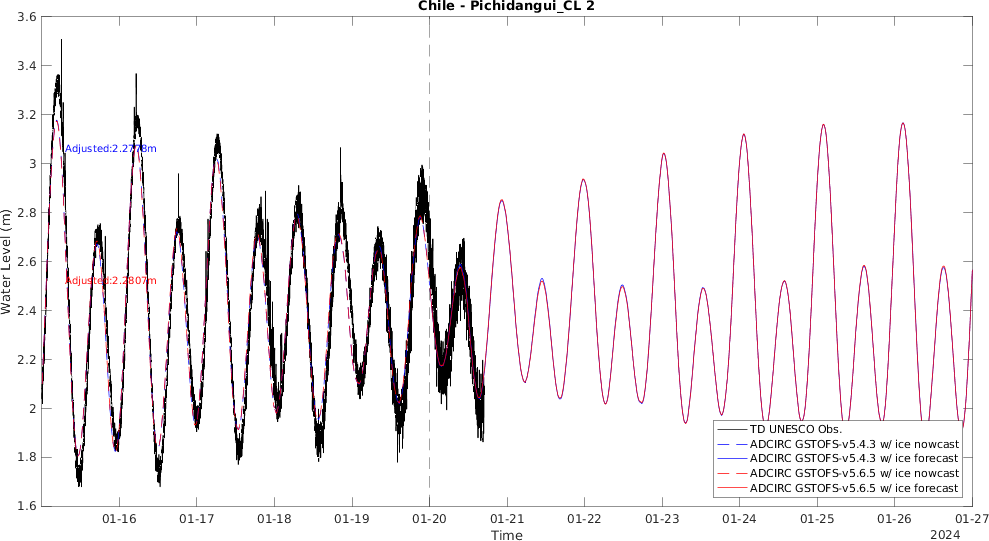 Chile - Pichidangui_CL 2
3.6
3.4
3.2
3
2.8
2.6
2.4
2.2
2
1.8
1.6
Water Level (m)
Adjusted:2.2778m
Adjusted:2.2807m
TD UNESCO Obs.
ADCIRC GSTOFS-v5.4.3 w/ ice nowcast
ADCIRC GSTOFS-v5.4.3 w/ ice forecast
ADCIRC GSTOFS-v5.6.5 w/ ice nowcast
ADCIRC GSTOFS-v5.6.5 w/ ice forecast
01-16 01-17 01-18 01-19 01-20 01-21 01-22 01-23 01-24 01-25 01-26 01-27
Time
2024